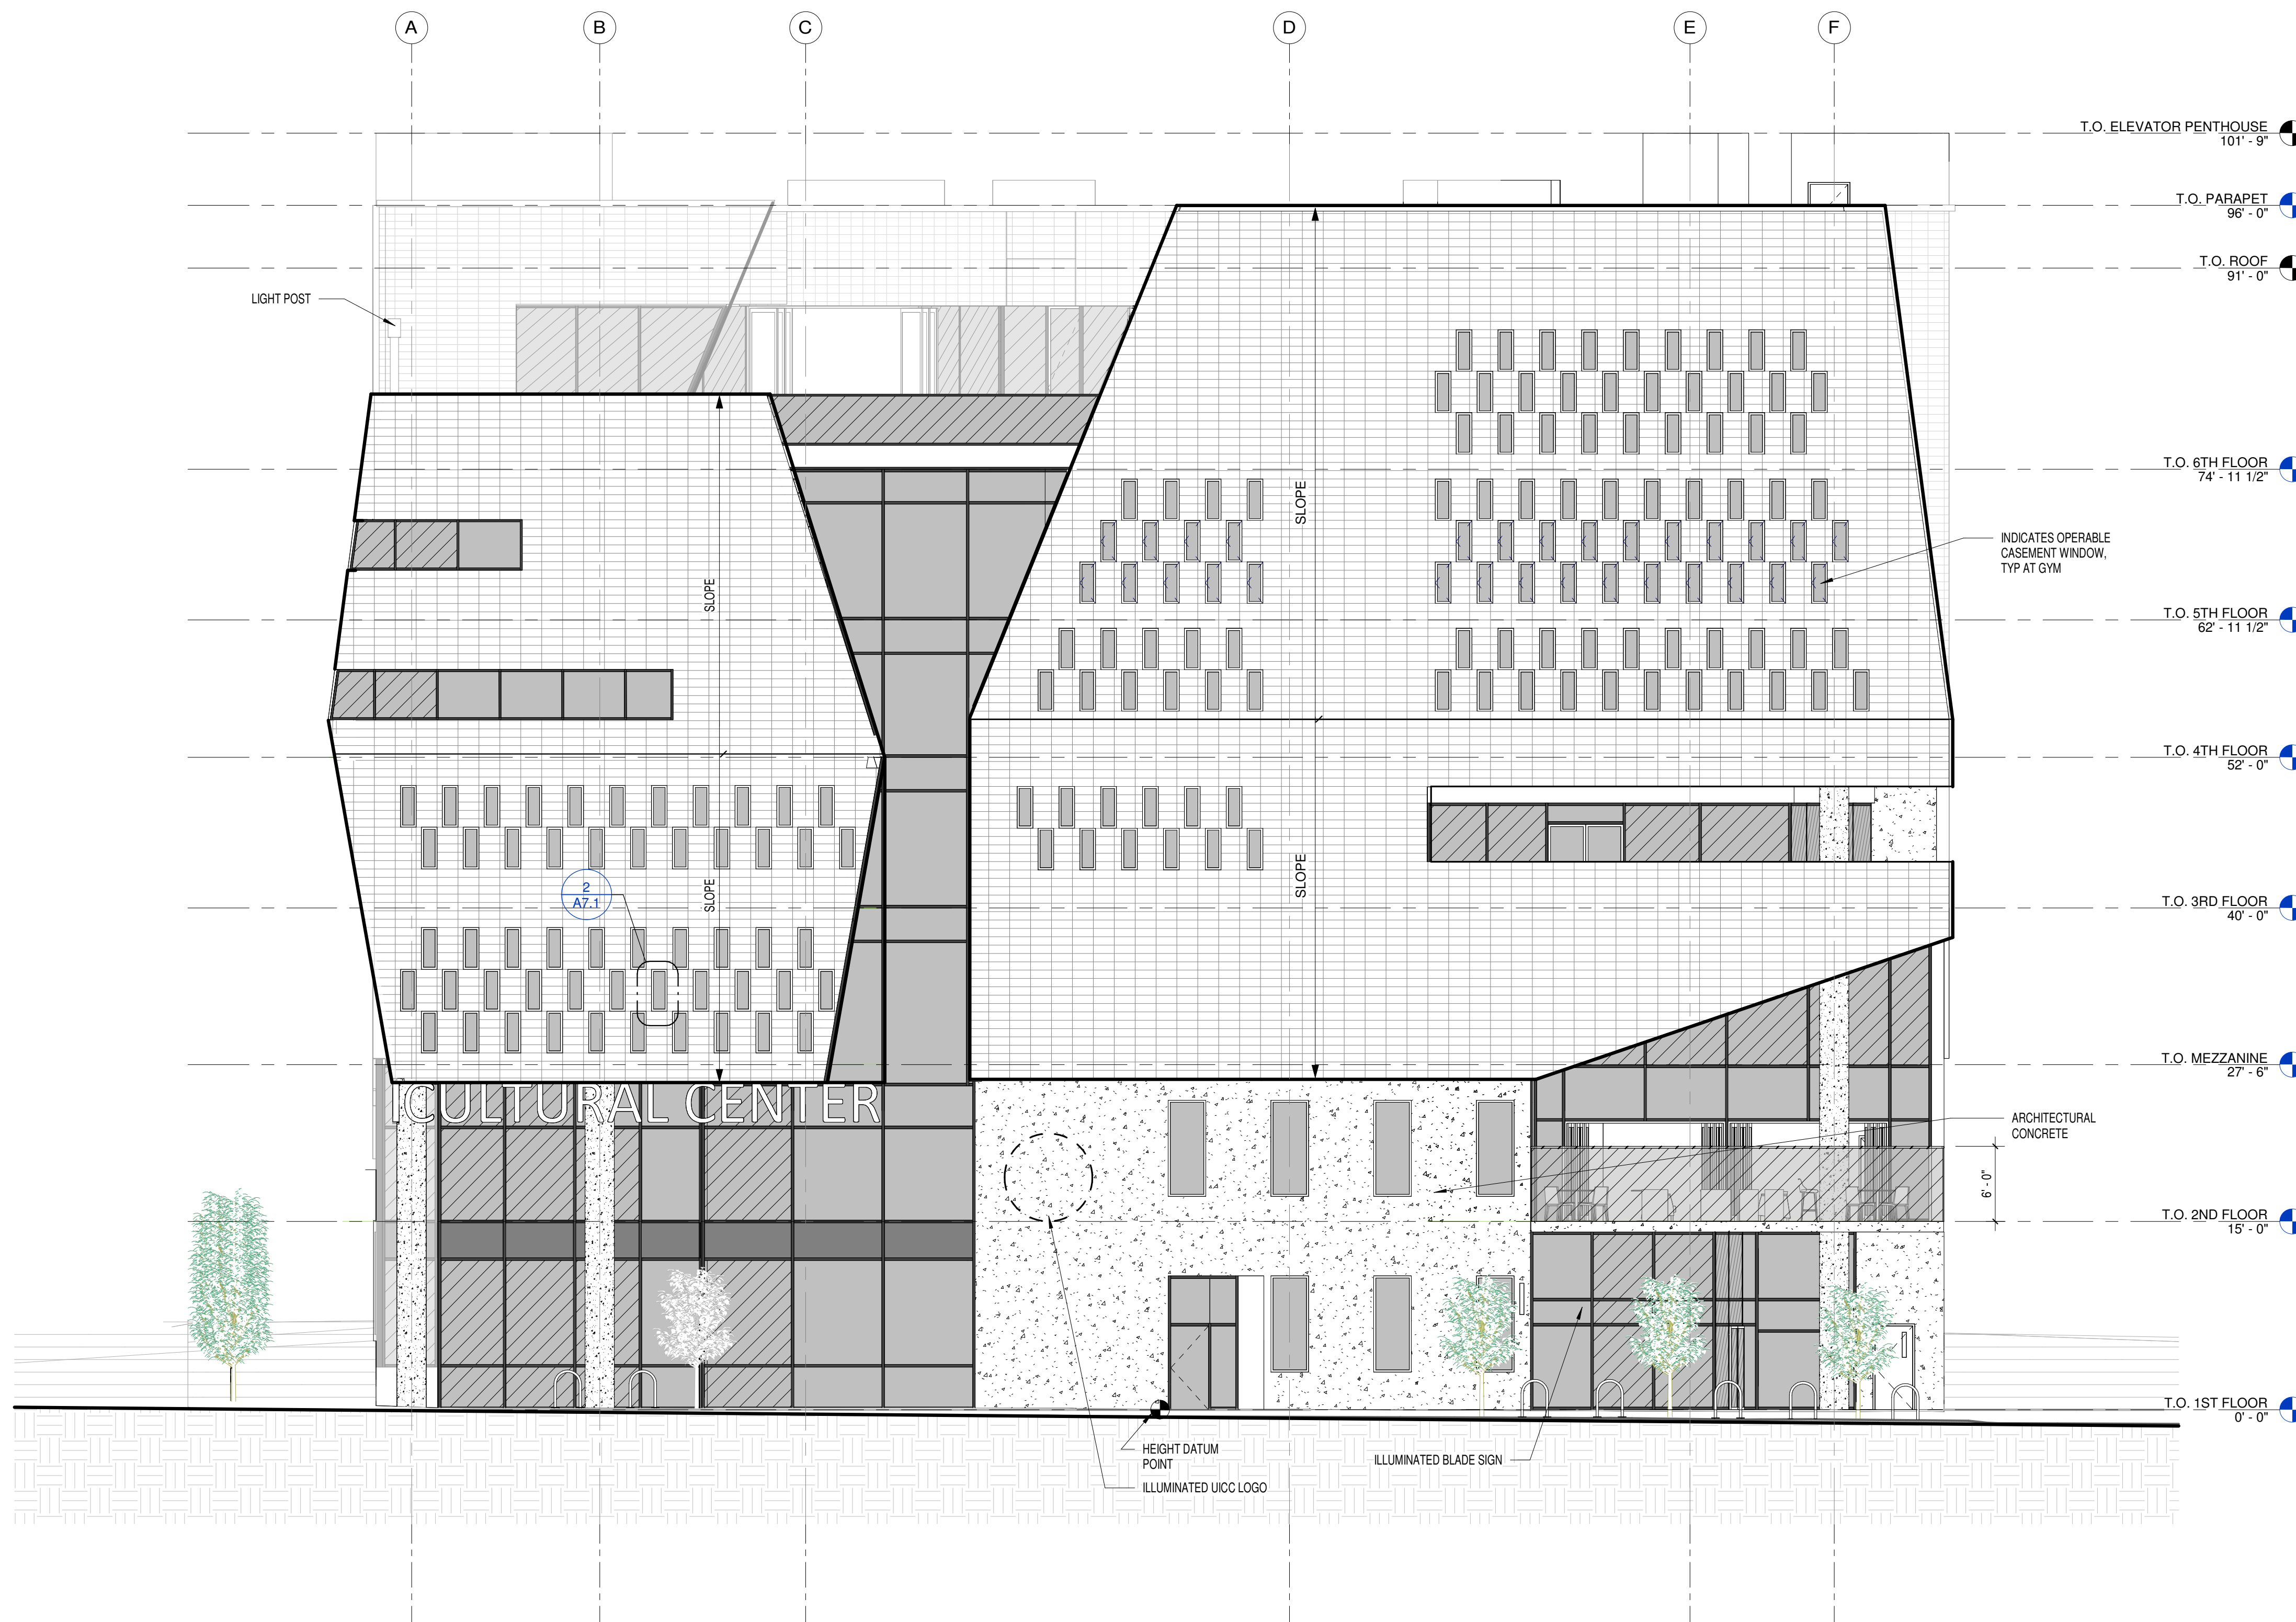 A
B
C
D
E
F
T.O. ELEVATOR PENTHOUSE
101' - 9"
T.O. PARAPET
96' - 0"
T.O. ROOF
91' - 0"
LIGHT POST
T.O. 6TH FLOOR
74' - 11 1/2"
SLOPE
INDICATES OPERABLE
CASEMENT WINDOW,
TYP AT GYM
SLOPE
T.O. 5TH FLOOR
62' - 11 1/2"
T.O. 4TH FLOOR
52' - 0"
SLOPE
SLOPE
2
A7.1
T.O. 3RD FLOOR
40' - 0"
T.O. MEZZANINE
27' - 6"
CULTURAL CENTER
ARCHITECTURAL
CONCRETE
6' - 0"
T.O. 2ND FLOOR
15' - 0"
T.O. 1ST FLOOR
0' - 0"
HEIGHT DATUM
POINT
ILLUMINATED BLADE SIGN
ILLUMINATED UICC LOGO